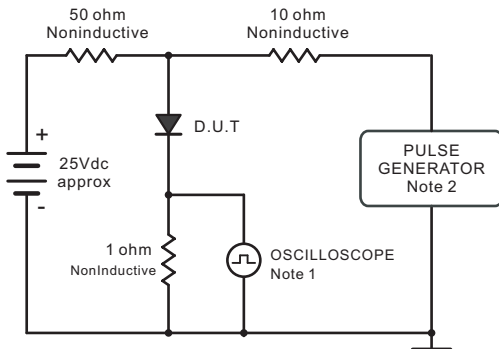 50 ohm
Noninductive
10 ohm
Noninductive
D.U.T
+
25Vdc
approx
-
PULSE
GENERATOR
Note 2
1 ohm
NonInductive
OSCILLOSCOPE
Note 1